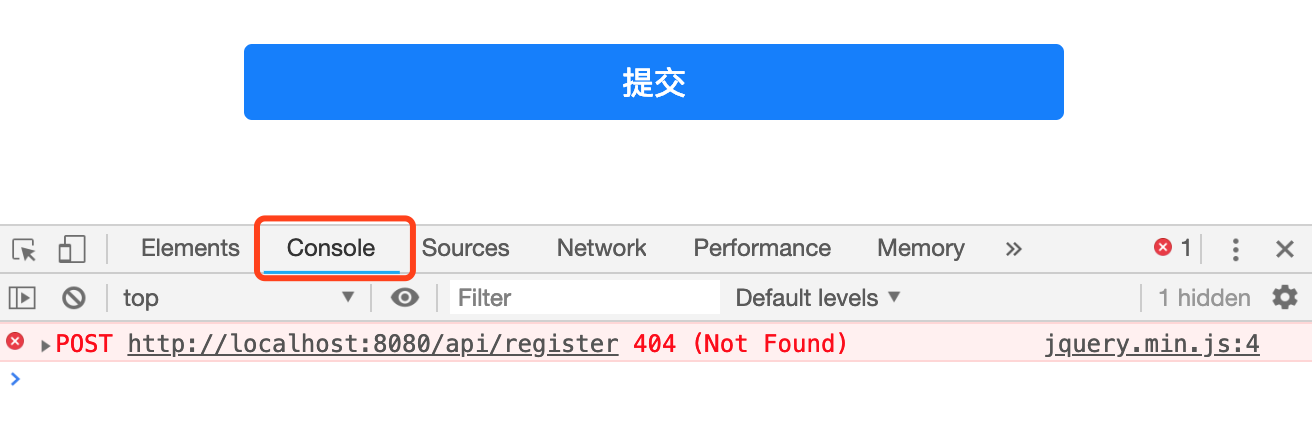 提交
Elements Console Sources Network Performance Memory » 1
top Filter Default levels 1 hidden
POST http://localhost:8080/api/register 404 (Not Found) jquery.min.js:4